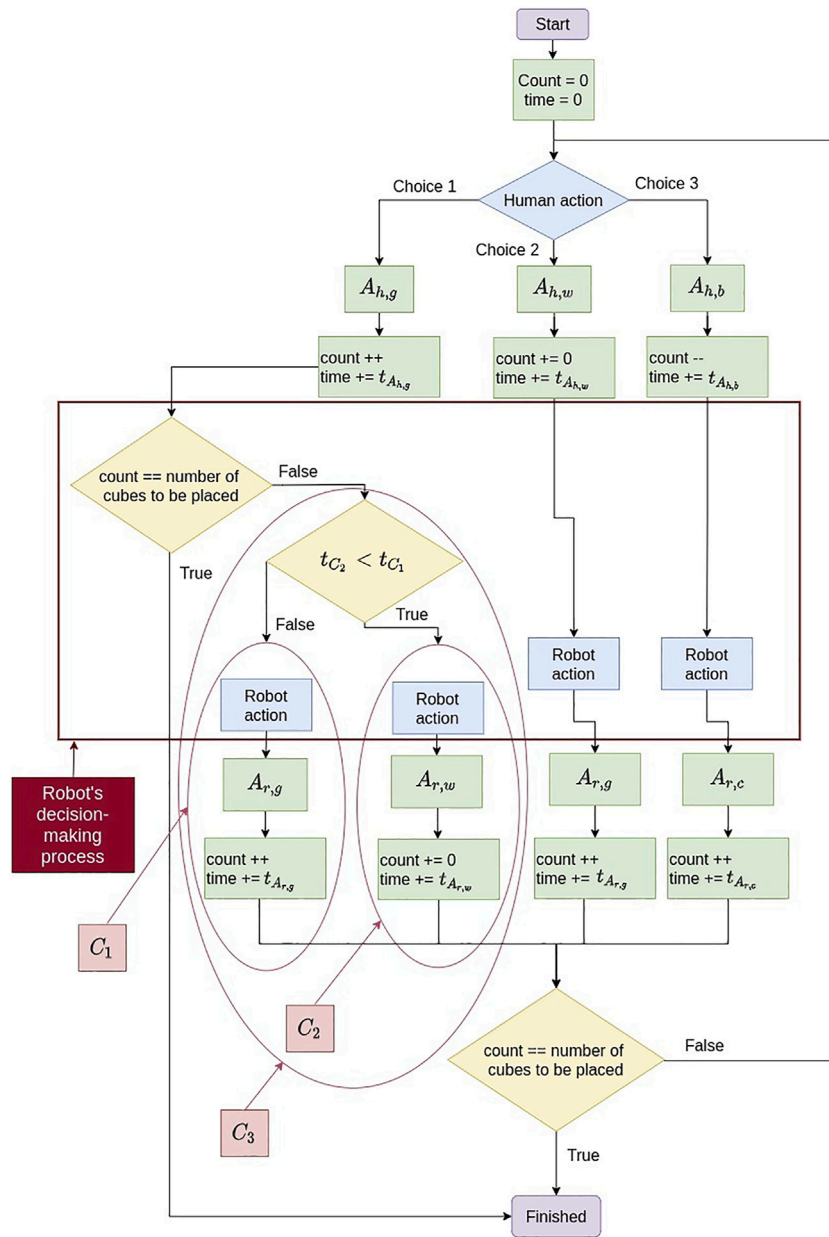 Start
Count = 0
time = 0
Choice 1
Human action
Choice 3
Choice 2
A_{h,g}
A_{h,w}
A_{h,b}
count ++
time += t_{A_{h,g}}
count += 0
time += t_{A_{h,w}}
count --
time += t_{A_{h,b}}
count == number of
cubes to be placed
False
True
t_{C_2} < t_{C_1}
False
True
Robot
action
Robot
action
Robot
action
Robot
action
A_{r,g}
A_{r,w}
A_{r,g}
A_{r,c}
Robot's
decision-
making
process
count ++
time += t_{A_{r,g}}
count += 0
time += t_{A_{r,w}}
count ++
time += t_{A_{r,g}}
count ++
time += t_{A_{r,c}}
C_1
C_2
C_3
count == number of
cubes to be placed
False
True
Finished